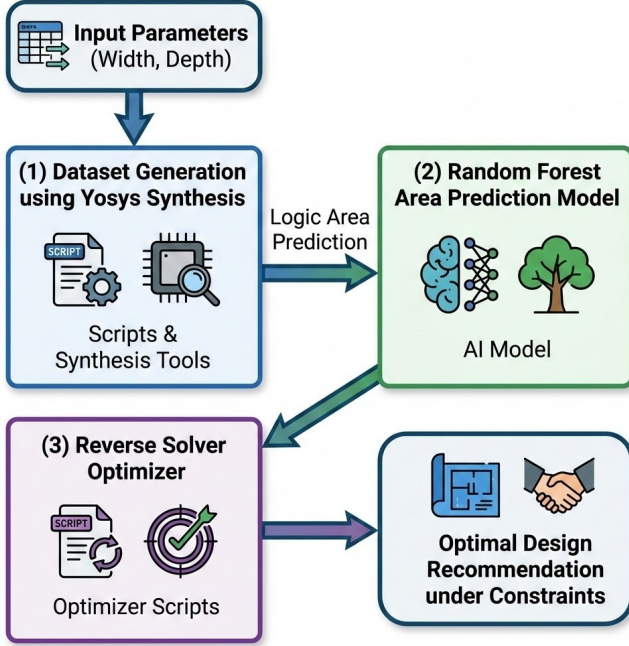 Input Parameters
(Width, Depth)
(1) Dataset Generation
using Yosys Synthesis
SCRIPT
Scripts &
Synthesis Tools
Logic Area
Prediction
(2) Random Forest
Area Prediction Model
AI Model
(3) Reverse Solver
Optimizer
SCRIPT
Optimizer Scripts
Optimal Design
Recommendation
under Constraints